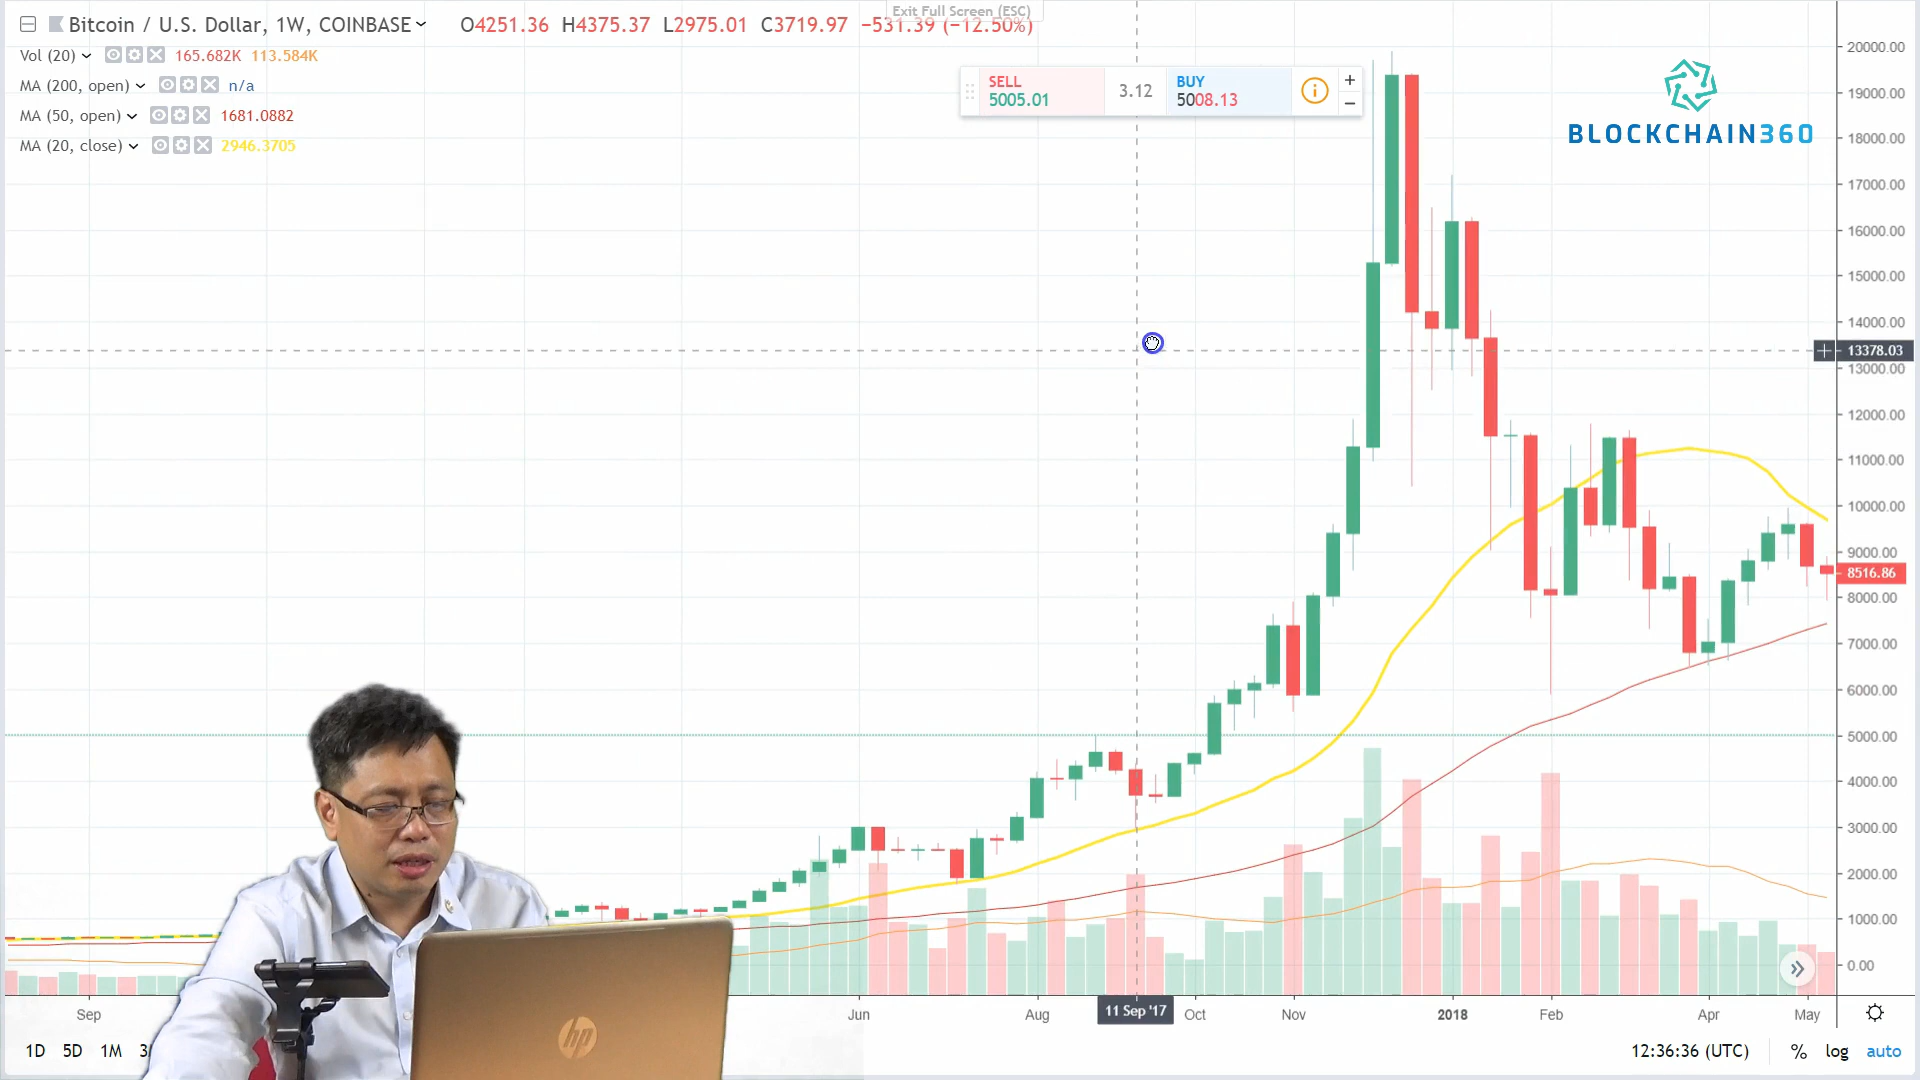 Exit Full Screen (ESC)
Bitcoin / U.S. Dollar, 1W, COINBASE O4251.36 H4375.37 L2975.01 C3719.97 −531.39 (−12.50%)
Vol (20) 165.682K 113.584K
MA (200, open) n/a
MA (50, open) 1681.0882
MA (20, close) 2946.3705
SELL
5005.01
3.12
BUY
5008.13
BLOCKCHAIN360
20000.00
19000.00
18000.00
17000.00
16000.00
15000.00
14000.00
13378.03
13000.00
12000.00
11000.00
10000.00
9000.00
8516.86
8000.00
7000.00
6000.00
5000.00
4000.00
3000.00
2000.00
1000.00
0.00
Sep Jun Aug 11 Sep '17 Oct Nov 2018 Feb Apr May
1D 5D 1M
12:36:36 (UTC) % log auto
hp